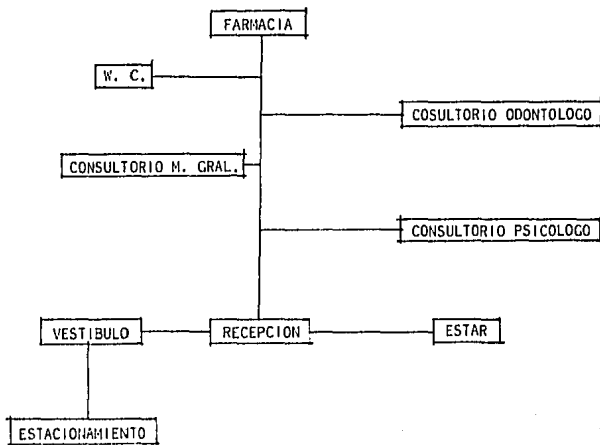 FARMACIA
W. C.
COSULTORIO ODONTOLOGO
CONSULTORIO M. GRAL.
CONSULTORIO PSICOLOGO
VESTIBULO
RECEPCION
ESTAR
ESTACIONAMIENTO